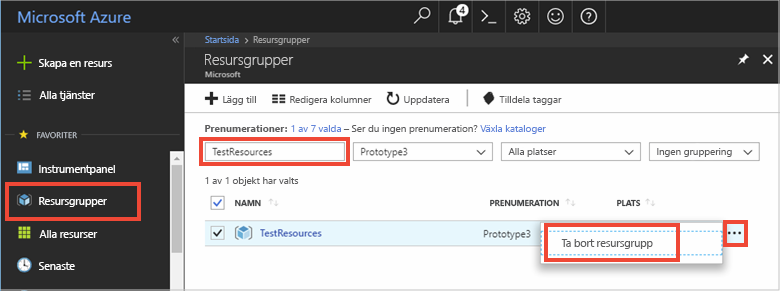 Microsoft Azure
4
Startsida > Resursgrupper
Skapa en resurs
Alla tjänster
FAVORITER
Instrumentpanel
Resursgrupper
Alla resurser
Senaste
Resursgrupper
Microsoft
Lägg till Redigera kolumner Uppdatera Tilldela taggar
Prenumerationer: 1 av 7 valda – Ser du ingen prenumeration? Växla kataloger
TestResources Prototype3 Alla platser Ingen gruppering
1 av 1 objekt har valts
NAMN PRENUMERATION PLATS
TestResources Prototype3
Ta bort resursgrupp